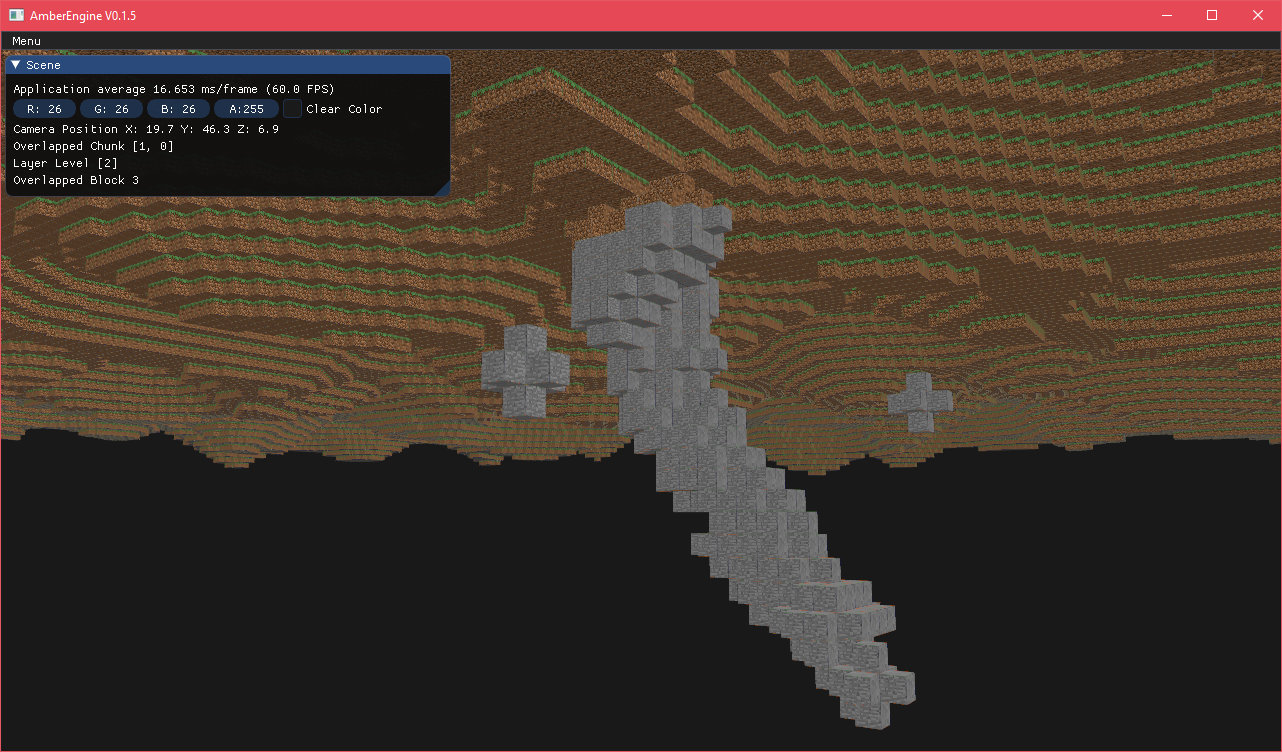 AmberEngine V0.1.5
Menu
Scene
Application average 16.653 ms/frame (60.0 FPS)
R: 26 G: 26 B: 26 A:255 Clear Color
Camera Position X: 19.7 Y: 46.3 Z: 6.9
Overlapped Chunk [1, 0]
Layer Level [2]
Overlapped Block 3